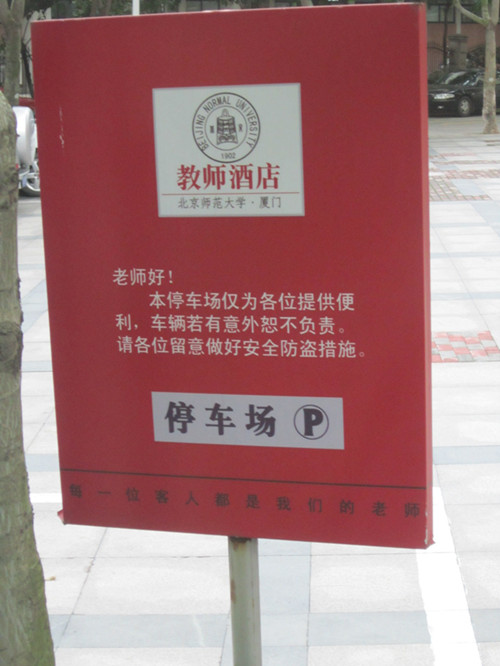 BEIJING NORMAL UNIVERSITY
1902
教师酒店
北京师范大学·厦门
老师好！
本停车场仅为各位提供便
利，车辆若有意外恕不负责。
请各位留意做好安全防盗措施。
停车场 P
每一位客人都是我们的老师